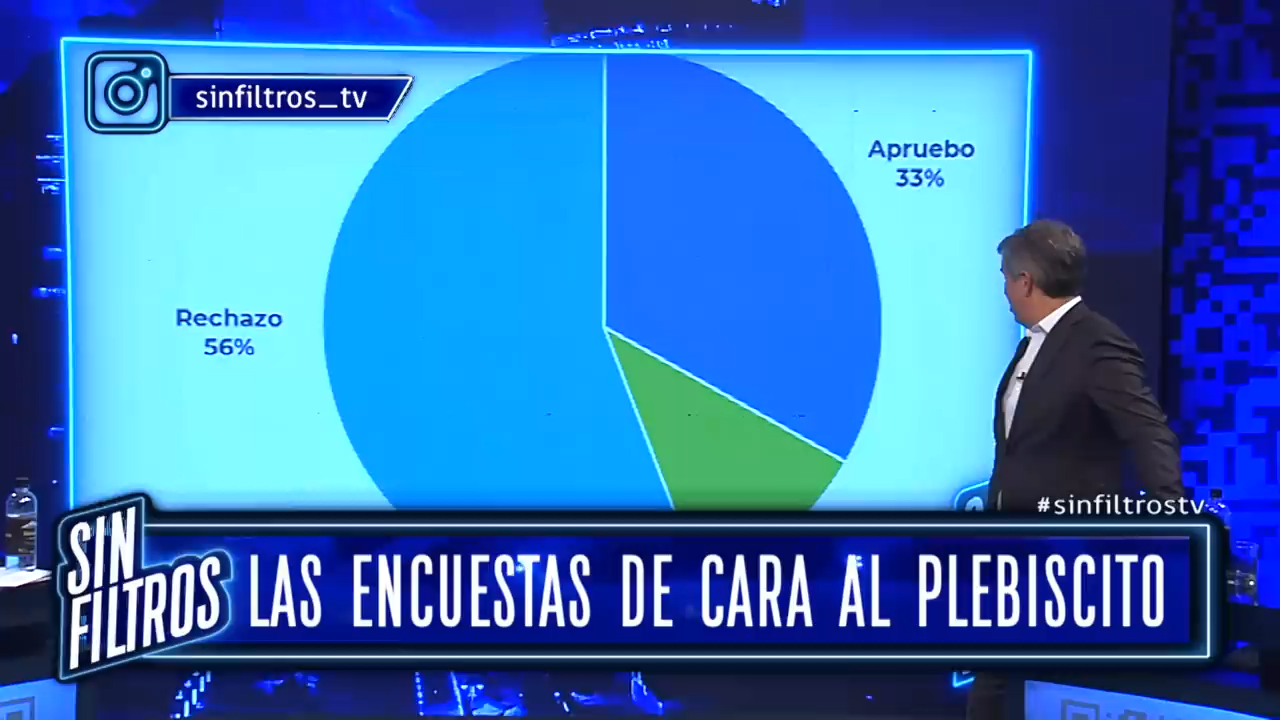 sinfiltros_tv
Apruebo
33%
Rechazo
56%
#sinfiltrostv
SIN
FILTROS
LAS ENCUESTAS DE CARA AL PLEBISCITO